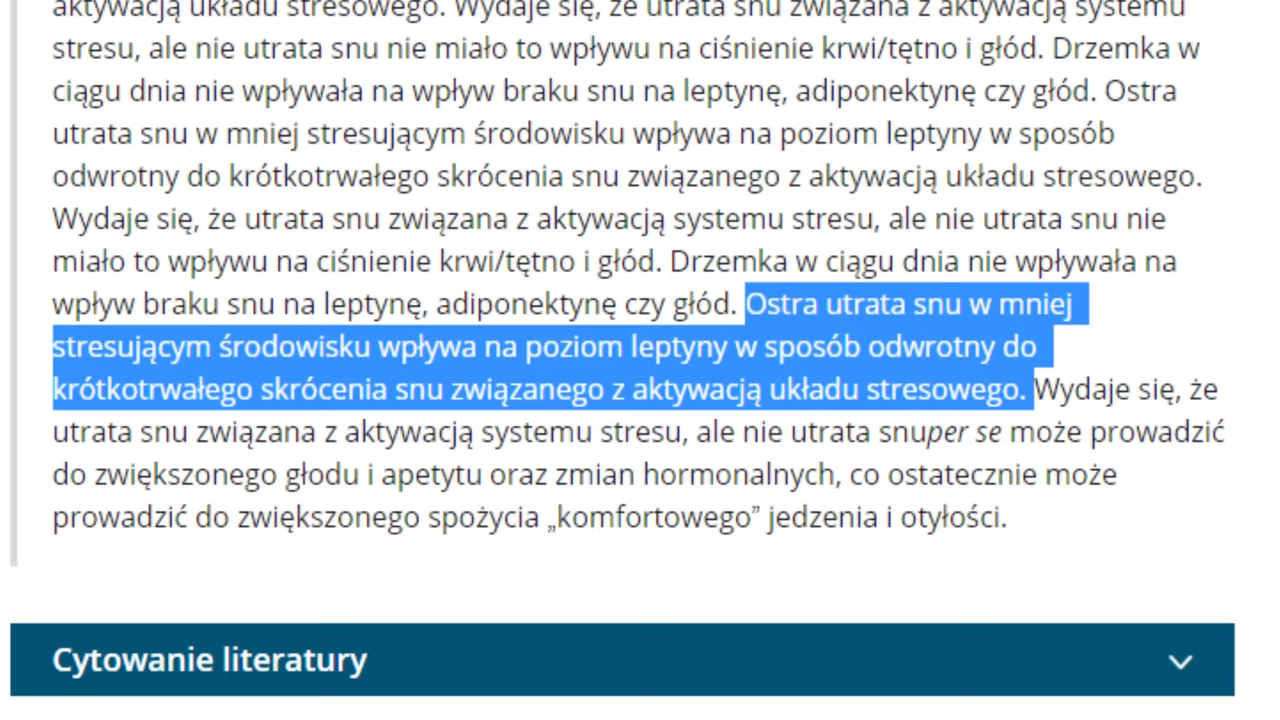 aktywacją układu stresowego. Wydaje się, że utrata snu związana z aktywacją systemu
stresu, ale nie utrata snu nie miało to wpływu na ciśnienie krwi/tętno i głód. Drzemka w
ciągu dnia nie wpływała na wpływ braku snu na leptynę, adiponektynę czy głód. Ostra
utrata snu w mniej stresującym środowisku wpływa na poziom leptyny w sposób
odwrotny do krótkotrwałego skrócenia snu związanego z aktywacją układu stresowego.
Wydaje się, że utrata snu związana z aktywacją systemu stresu, ale nie utrata snu nie
miało to wpływu na ciśnienie krwi/tętno i głód. Drzemka w ciągu dnia nie wpływała na
wpływ braku snu na leptynę, adiponektynę czy głód. Ostra utrata snu w mniej
stresującym środowisku wpływa na poziom leptyny w sposób odwrotny do
krótkotrwałego skrócenia snu związanego z aktywacją układu stresowego. Wydaje się, że
utrata snu związana z aktywacją systemu stresu, ale nie utrata snuper se może prowadzić
do zwiększonego głodu i apetytu oraz zmian hormonalnych, co ostatecznie może
prowadzić do zwiększonego spożycia „komfortowego” jedzenia i otyłości.
Cytowanie literatury